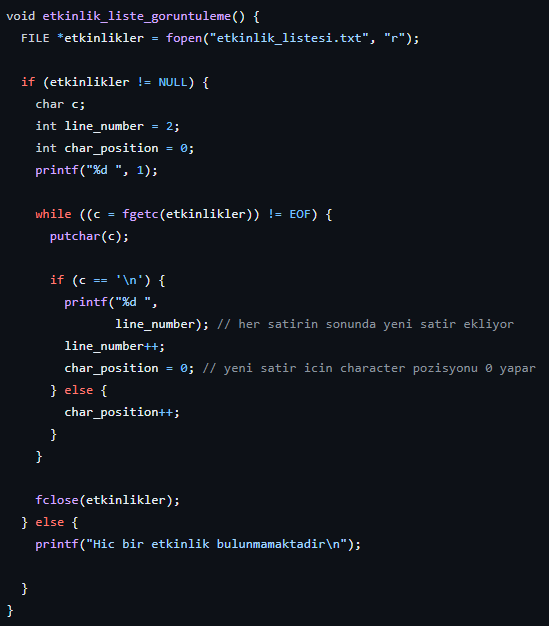 void etkinlik_liste_goruntuleme() {
  FILE *etkinlikler = fopen("etkinlik_listesi.txt", "r");

  if (etkinlikler != NULL) {
    char c;
    int line_number = 2;
    int char_position = 0;
    printf("%d ", 1);

    while ((c = fgetc(etkinlikler)) != EOF) {
      putchar(c);

      if (c == '\n') {
        printf("%d ",
               line_number); // her satirin sonunda yeni satir ekliyor
        line_number++;
        char_position = 0; // yeni satir icin character pozisyonu 0 yapar
      } else {
        char_position++;
      }
    }

    fclose(etkinlikler);
  } else {
    printf("Hic bir etkinlik bulunmamaktadir\n");

  }
}